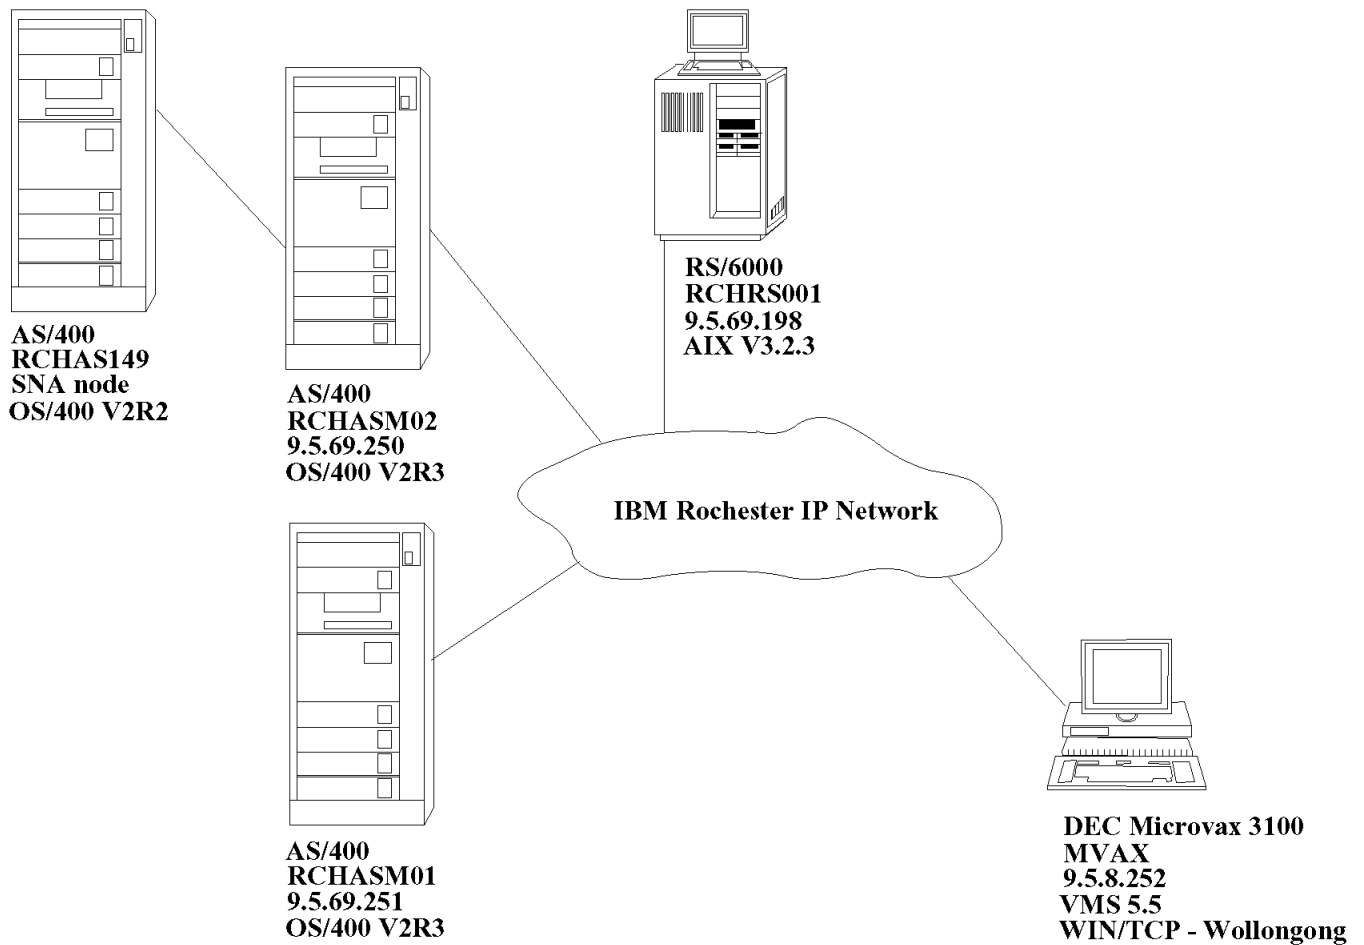 AS/400
RCHAS149
SNA node
OS/400 V2R2
AS/400
RCHASM02
9.5.69.250
OS/400 V2R3
RS/6000
RCHRS001
9.5.69.198
AIX V3.2.3
IBM Rochester IP Network
AS/400
RCHASM01
9.5.69.251
OS/400 V2R3
DEC Microvax 3100
MVAX
9.5.8.252
VMS 5.5
WIN/TCP - Wollongong